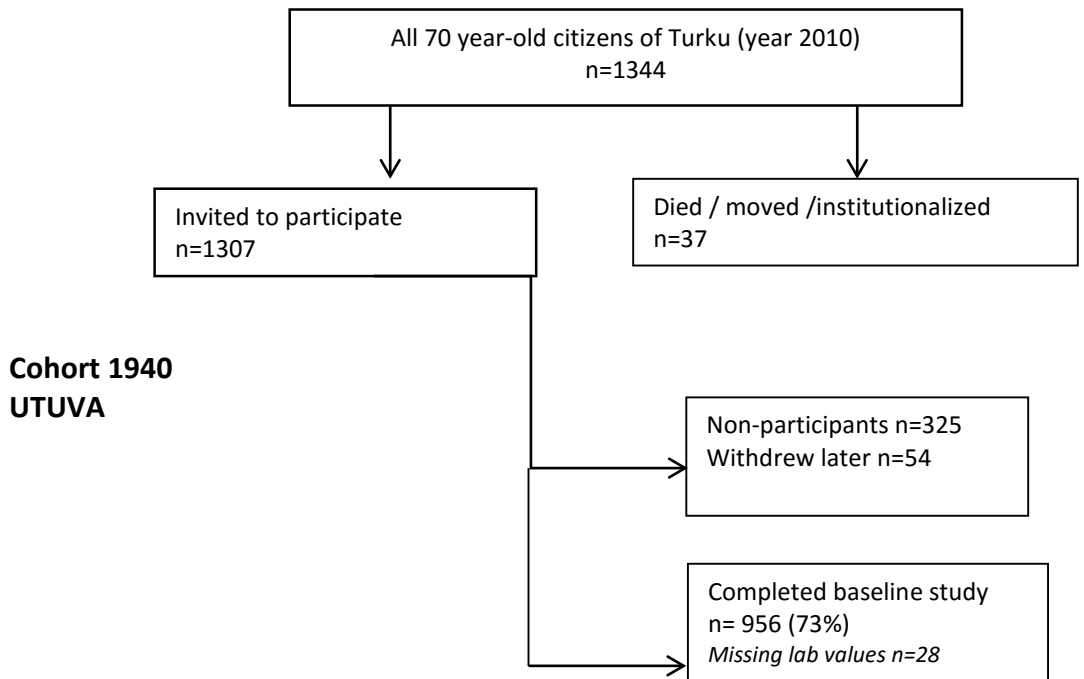 All 70 year-old citizens of Turku (year 2010)
n=1344
Invited to participate
n=1307
Died / moved /institutionalized
n=37
Cohort 1940
UTUVA
Non-participants n=325
Withdrew later n=54
Completed baseline study
n= 956 (73%)
Missing lab values n=28